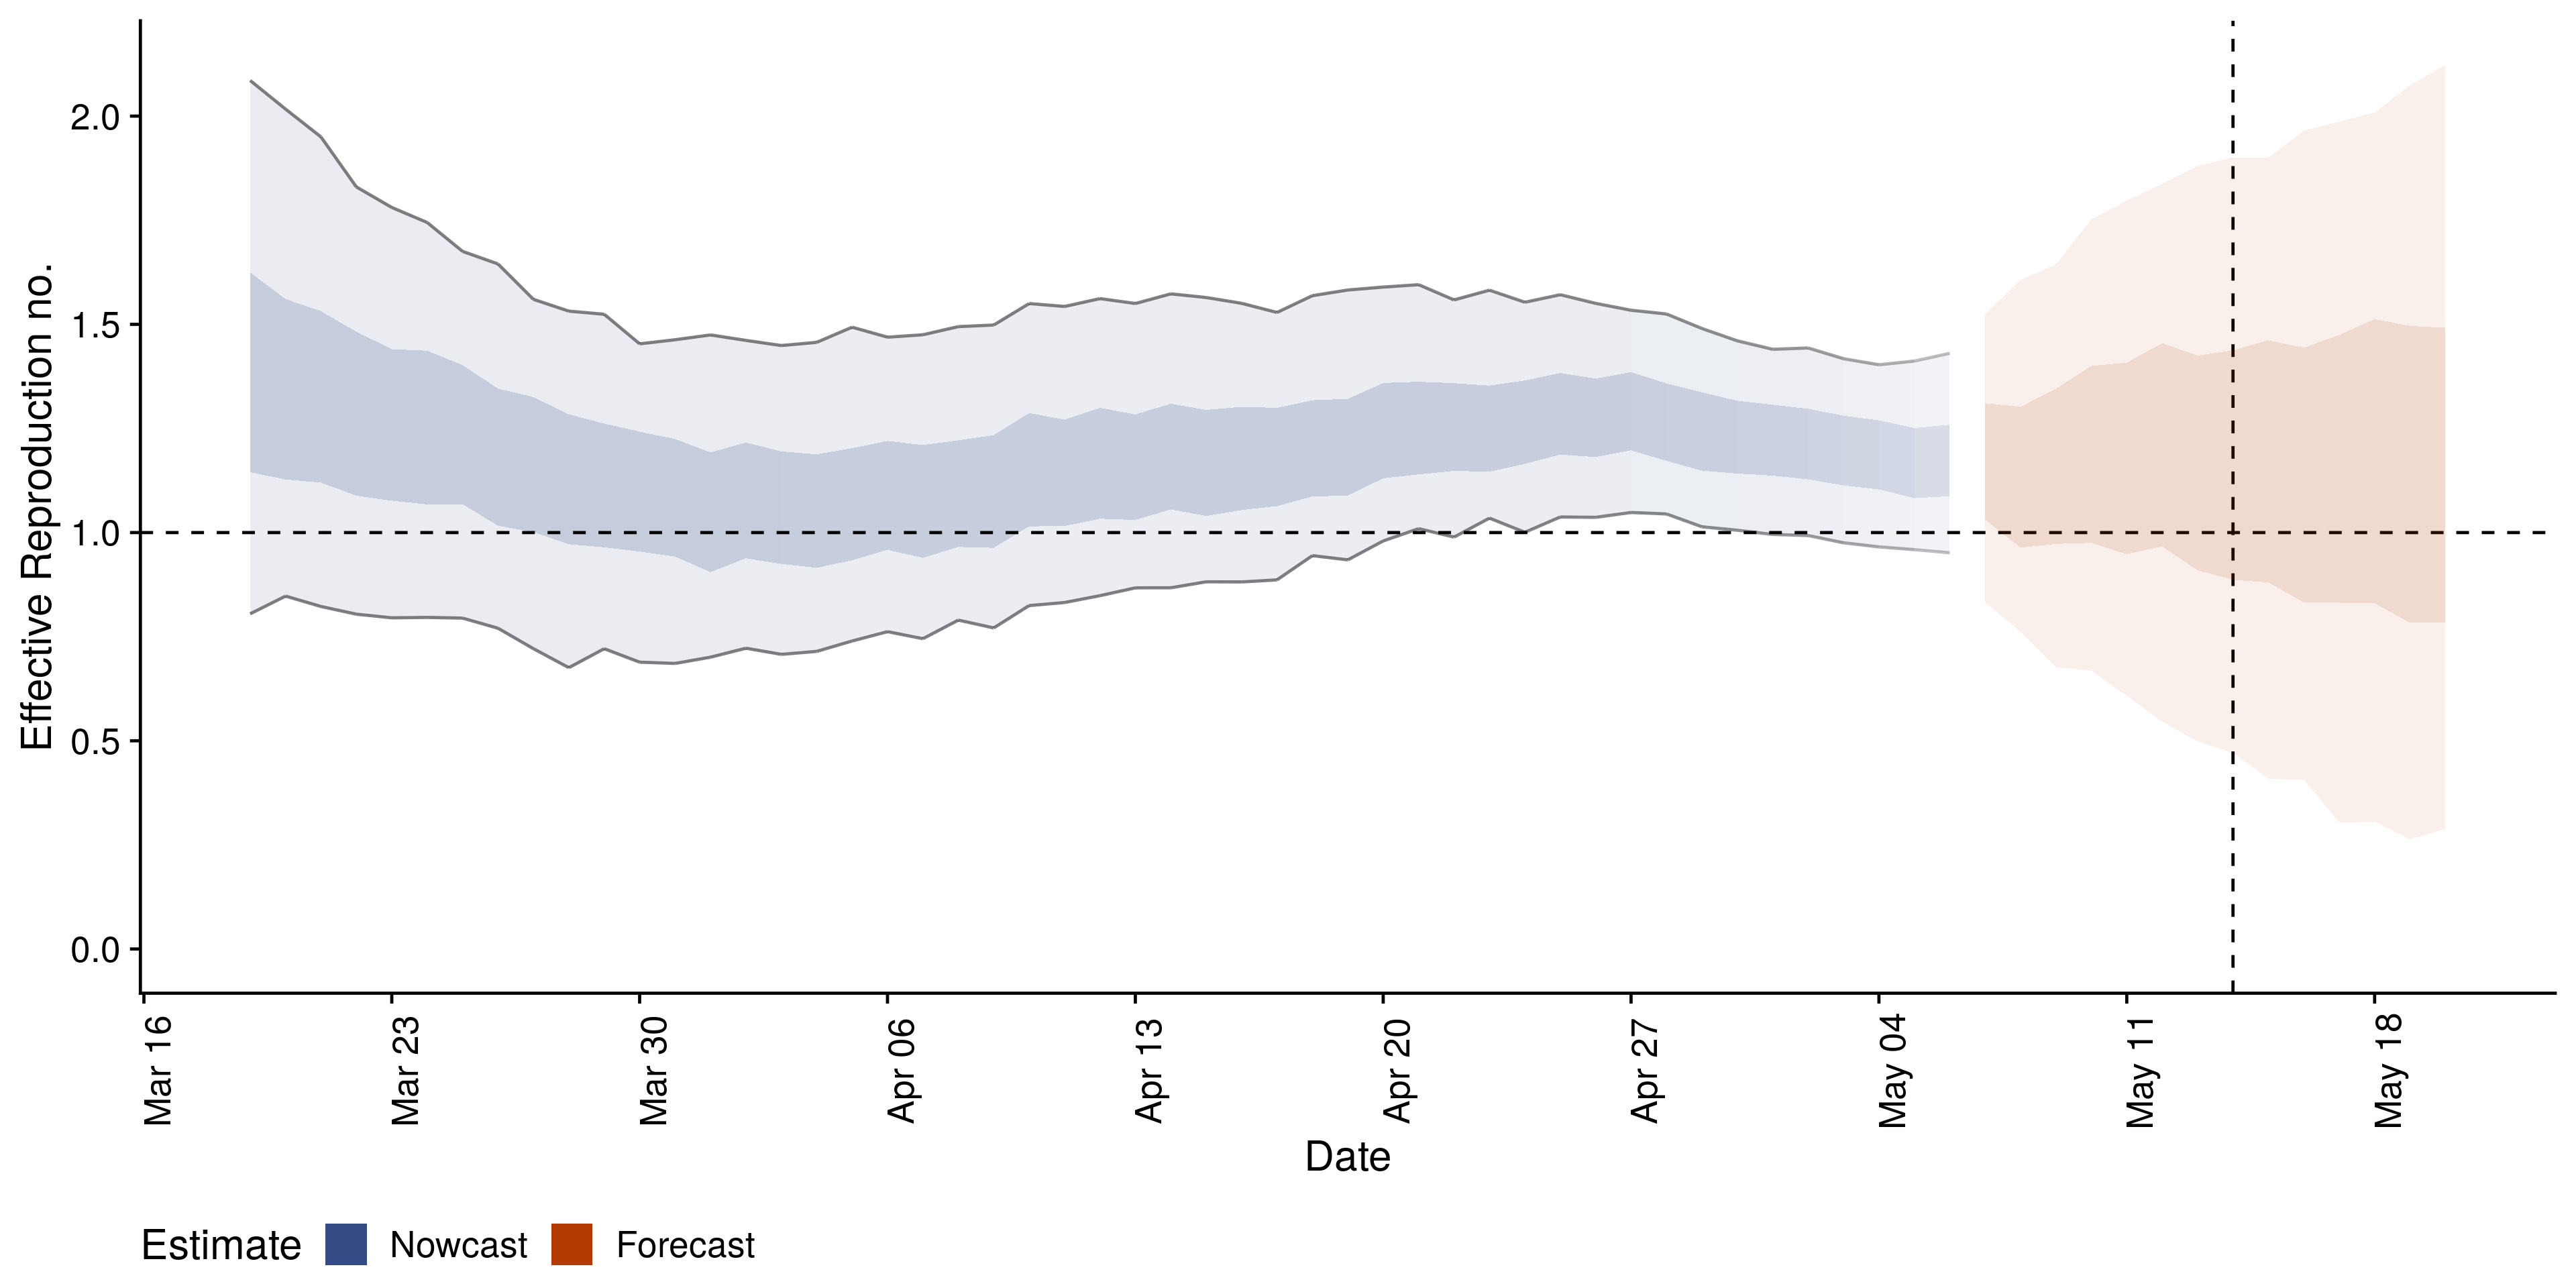 Effective Reproduction no.
2.0
1.5
1.0
0.5
0.0
Mar 16
Mar 23
Mar 30
Apr 06
Apr 13
Apr 20
Apr 27
May 04
May 11
May 18
Date
Estimate Nowcast Forecast